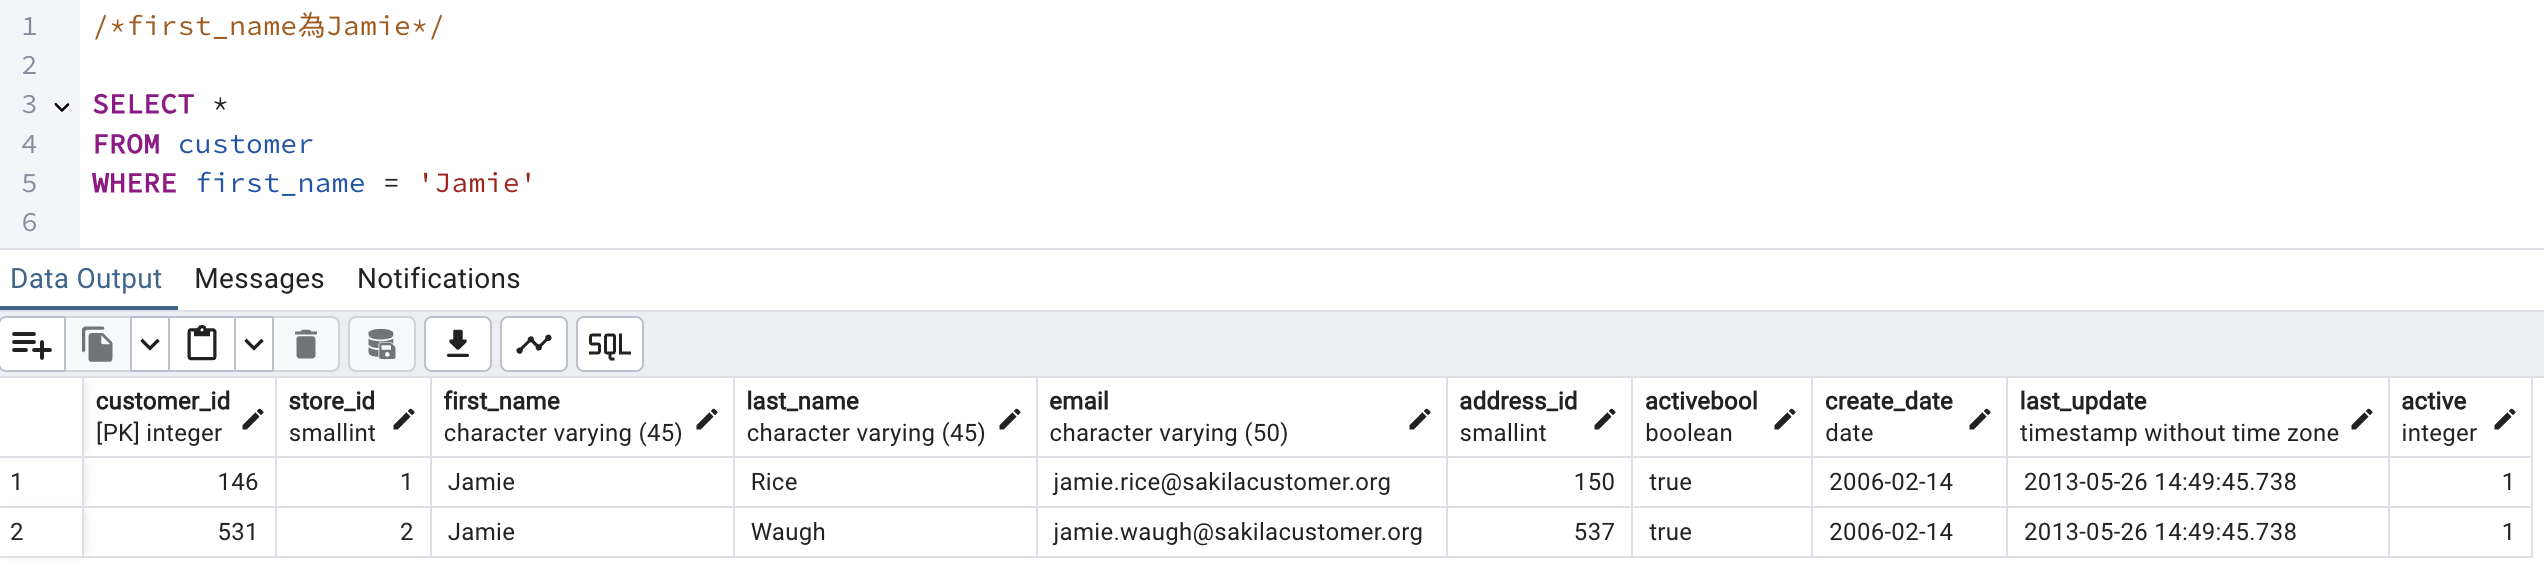 1 /*first_name為Jamie*/
2
3 SELECT *
4 FROM customer
5 WHERE first_name = 'Jamie'
6
Data Output Messages Notifications
SQL
customer_id store_id first_name last_name email address_id activebool create_date last_update active
[PK] integer smallint character varying (45) character varying (45) character varying (50) smallint boolean date timestamp without time zone integer
1 146 1 Jamie Rice jamie.rice@sakilacustomer.org 150 true 2006-02-14 2013-05-26 14:49:45.738 1
2 531 2 Jamie Waugh jamie.waugh@sakilacustomer.org 537 true 2006-02-14 2013-05-26 14:49:45.738 1